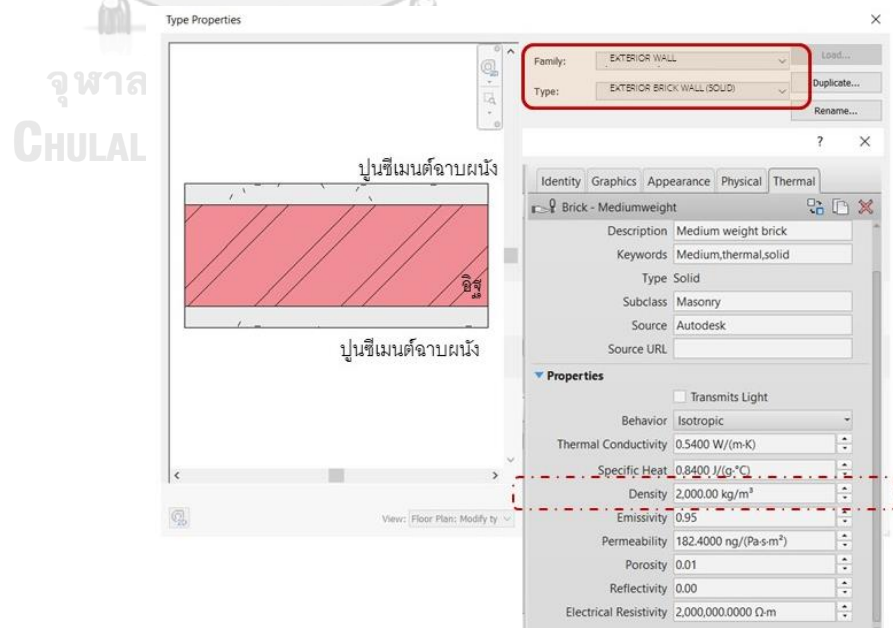 Type Properties
จุฬาล
CHULAL
ปูนซีเมนต์ฉาบผนัง
อิฐ
ปูนซีเมนต์ฉาบผนัง
View: Floor Plan: Modify ty
Family: EXTERIOR WALL
Load...
Type: EXTERIOR BRICK WALL (SOLID)
Duplicate...
Rename...
?
Identity Graphics Appearance Physical Thermal
Brick - Mediumweight
Description Medium weight brick
Keywords Medium,thermal,solid
Type Solid
Subclass Masonry
Source Autodesk
Source URL
Properties
Transmits Light
Behavior Isotropic
Thermal Conductivity 0.5400 W/(m·K)
Specific Heat 0.8400 J/(g·°C)
Density 2,000.00 kg/m³
Emissivity 0.95
Permeability 182.4000 ng/(Pa·s·m²)
Porosity 0.01
Reflectivity 0.00
Electrical Resistivity 2,000,000.0000 Ω·m